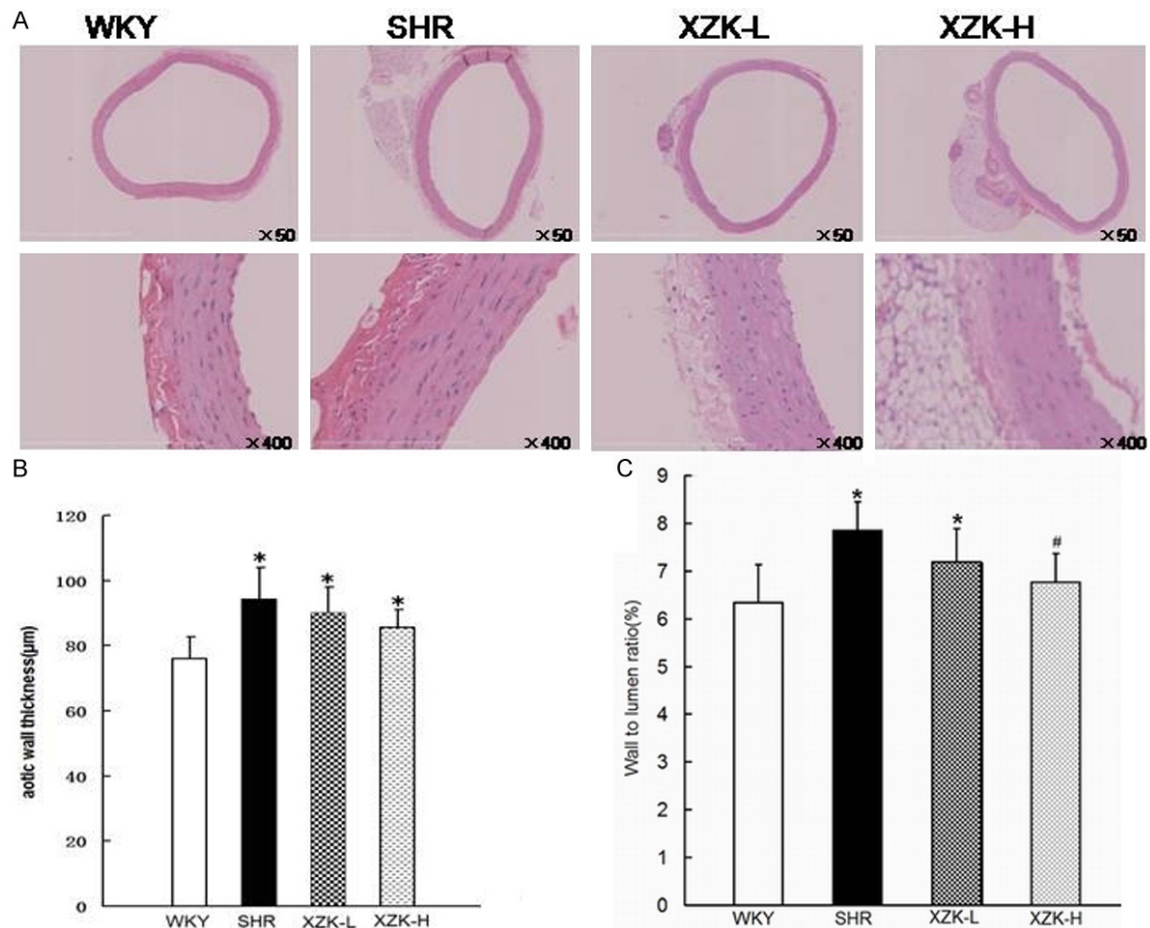 A
WKY SHR XZK-L XZK-H
×50 ×50 ×50 ×50
×400 ×400 ×400 ×400
B
120
100
80
60
40
20
0
aotic wall thickness(μm)
* * *
WKY SHR XZK-L XZK-H
C
9
8
7
6
5
4
3
2
1
0
Wall to lumen ratio(%)
* * #
WKY SHR XZK-L XZK-H